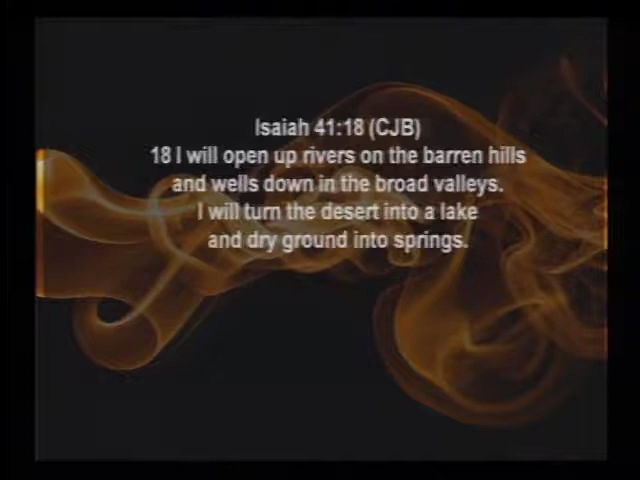 Isaiah 41:18 (CJB)
18 I will open up rivers on the barren hills
and wells down in the broad valleys.
I will turn the desert into a lake
and dry ground into springs.